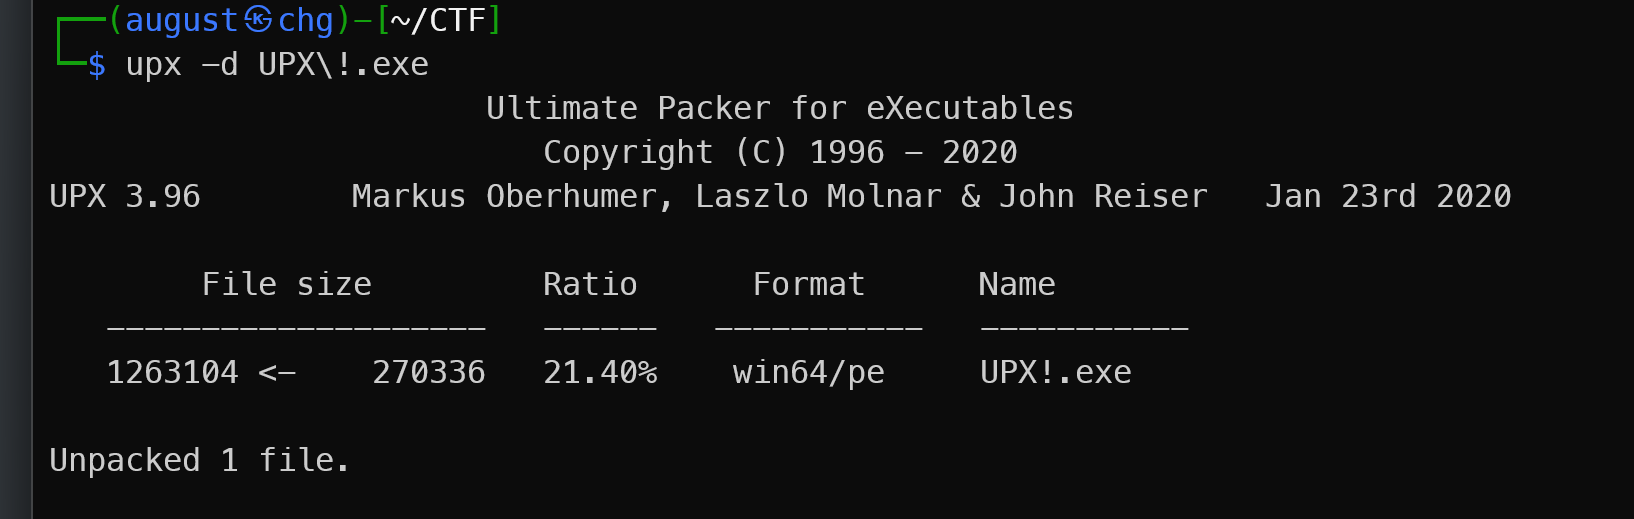 ┌──(august㉿chg)-[~/CTF]
└─$ upx -d UPX\!.exe
Ultimate Packer for eXecutables
Copyright (C) 1996 - 2020
UPX 3.96        Markus Oberhumer, Laszlo Molnar & John Reiser   Jan 23rd 2020
File size         Ratio      Format      Name
--------------------   ------   -----------   -----------
1263104 <-    270336   21.40%    win64/pe     UPX!.exe
Unpacked 1 file.